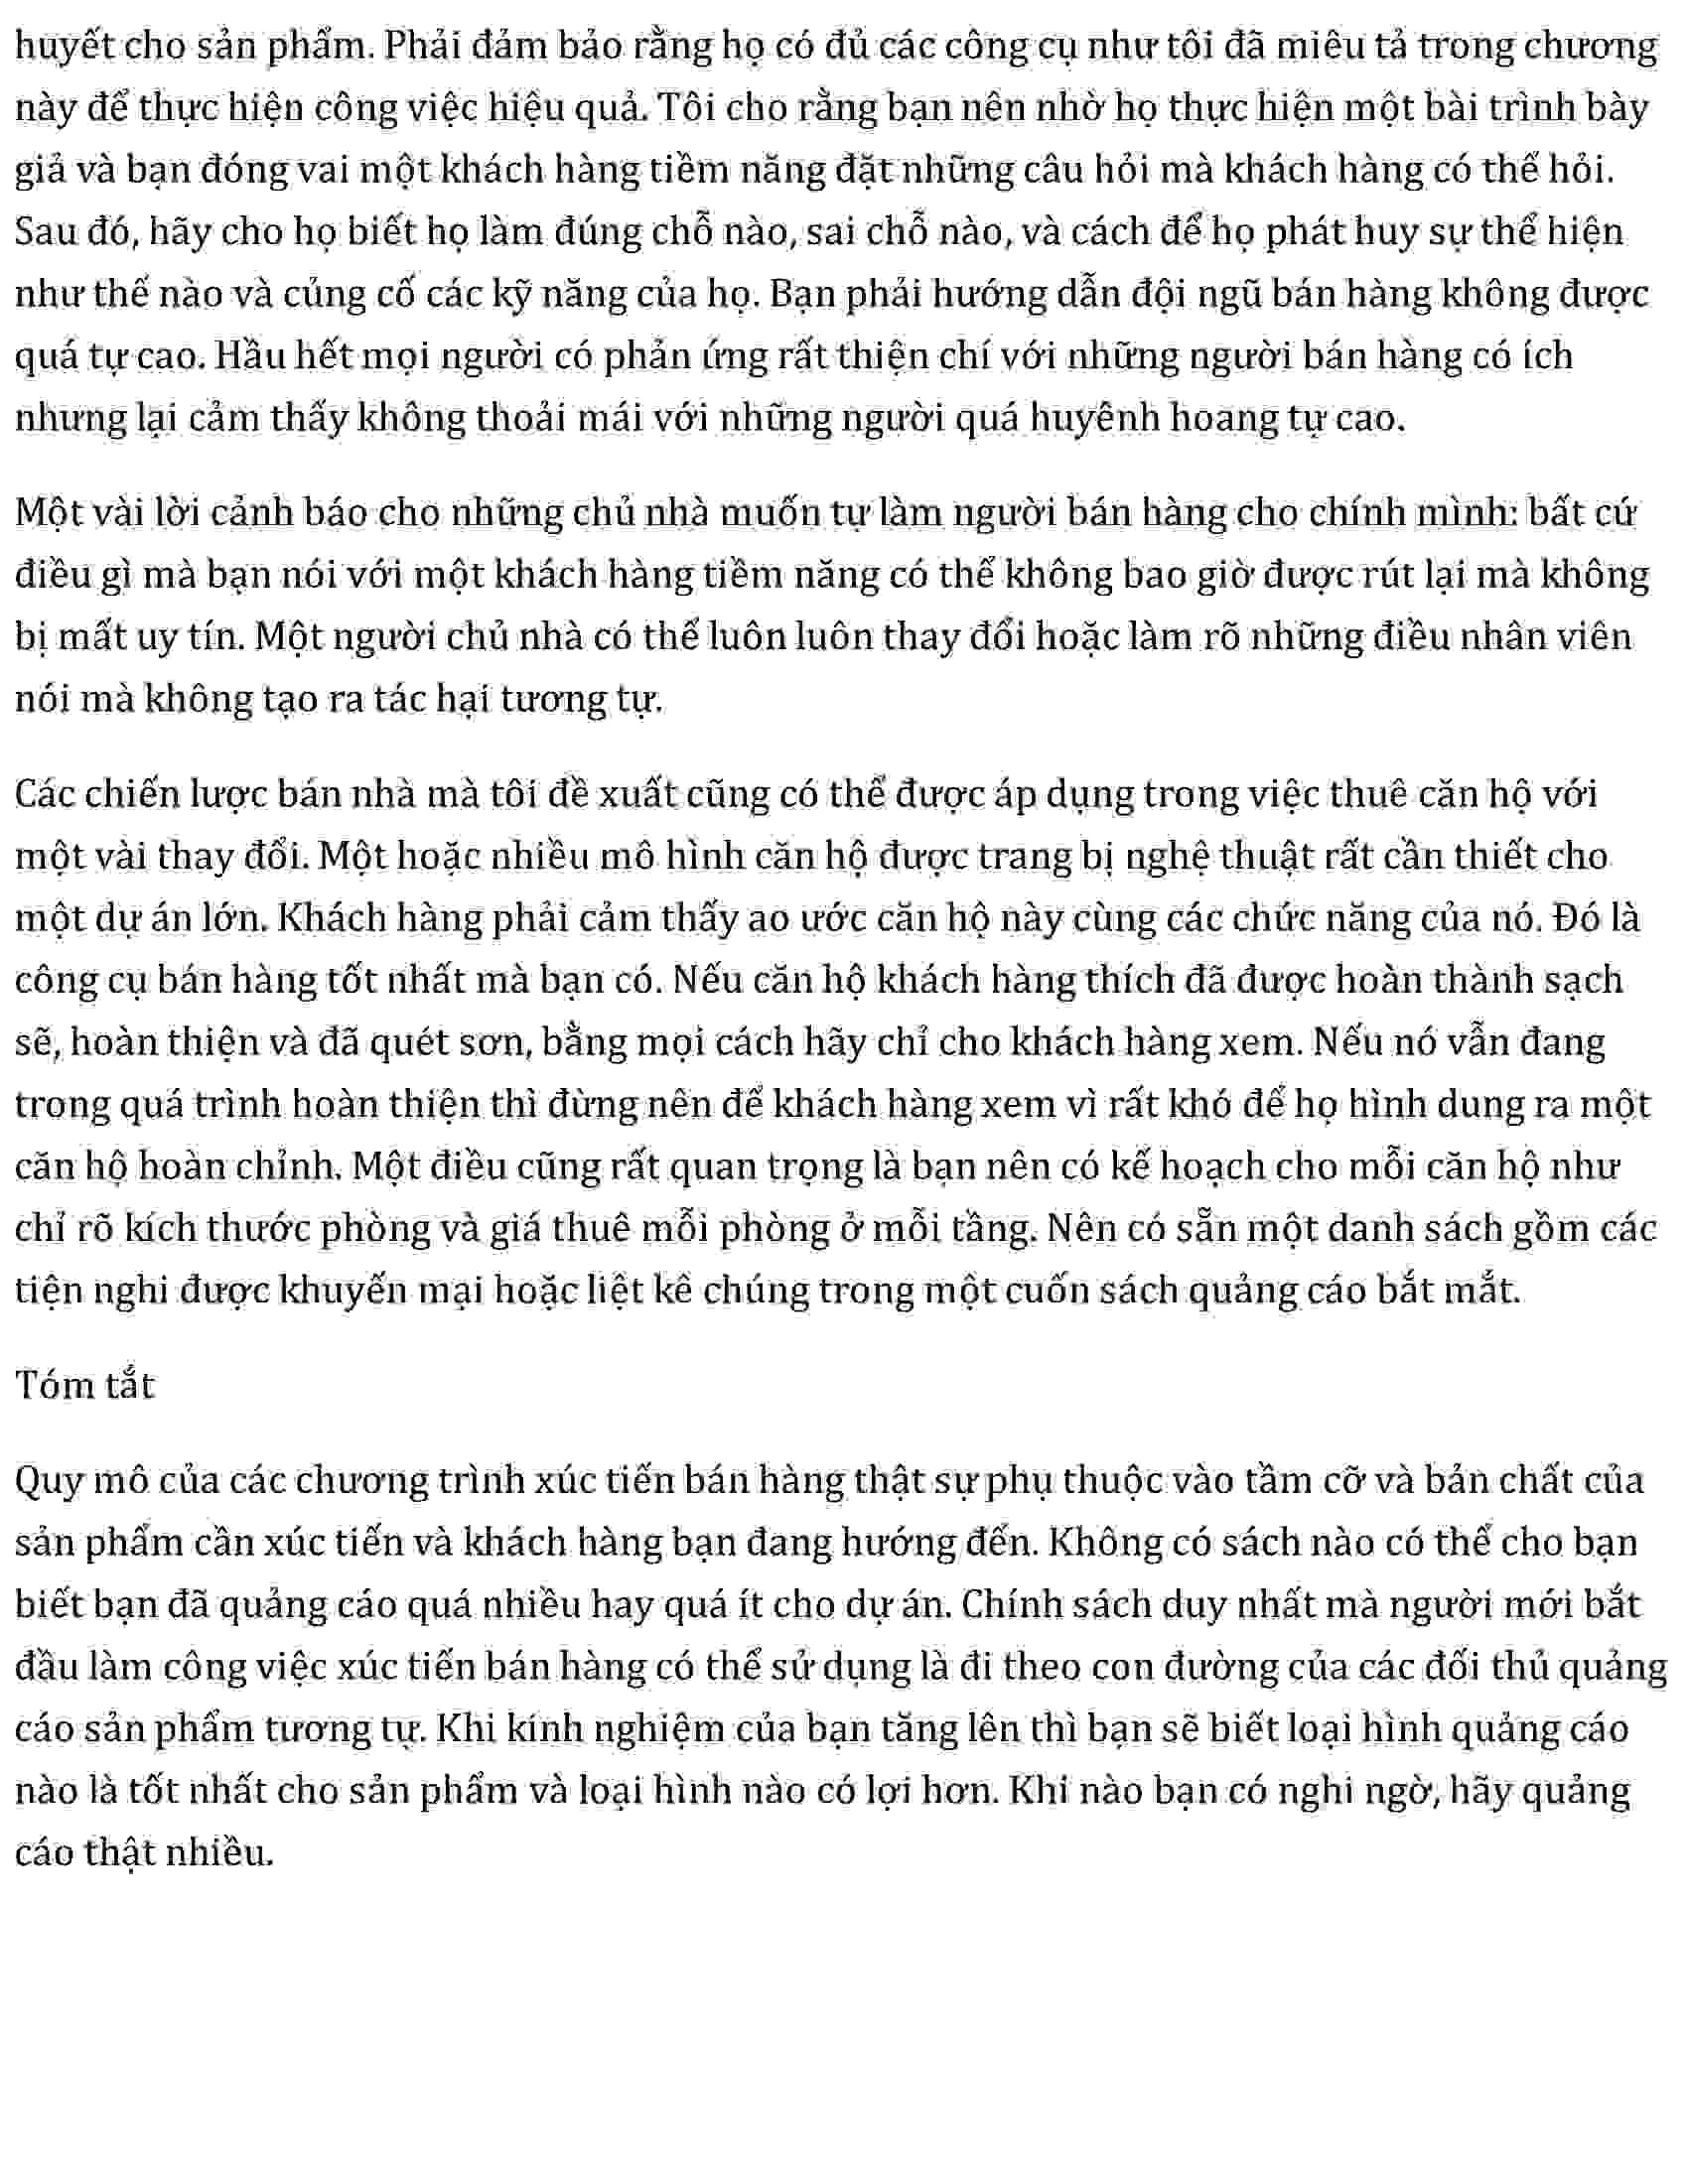 huyết cho sản phẩm. Phải đảm bảo rằng họ có đủ các công cụ như tôi đã miêu tả trong chương
này để thực hiện công việc hiệu quả. Tôi cho rằng bạn nên nhờ họ thực hiện một bài trình bày
giả và bạn đóng vai một khách hàng tiềm năng đặt những câu hỏi mà khách hàng có thể hỏi.
Sau đó, hãy cho họ biết họ làm đúng chỗ nào, sai chỗ nào, và cách để họ phát huy sự thể hiện
như thế nào và củng cố các kỹ năng của họ. Bạn phải hướng dẫn đội ngũ bán hàng không được
quá tự cao. Hầu hết mọi người có phản ứng rất thiện chí với những người bán hàng có ích
nhưng lại cảm thấy không thoải mái với những người quá huyênh hoang tự cao.
Một vài lời cảnh báo cho những chủ nhà muốn tự làm người bán hàng cho chính mình: bất cứ
điều gì mà bạn nói với một khách hàng tiềm năng có thể không bao giờ được rút lại mà không
bị mất uy tín. Một người chủ nhà có thể luôn luôn thay đổi hoặc làm rõ những điều nhân viên
nói mà không tạo ra tác hại tương tự.
Các chiến lược bán nhà mà tôi đề xuất cũng có thể được áp dụng trong việc thuê căn hộ với
một vài thay đổi. Một hoặc nhiều mô hình căn hộ được trang bị nghệ thuật rất cần thiết cho
một dự án lớn. Khách hàng phải cảm thấy ao ước căn hộ này cùng các chức năng của nó. Đó là
công cụ bán hàng tốt nhất mà bạn có. Nếu căn hộ khách hàng thích đã được hoàn thành sạch
sẽ, hoàn thiện và đã quét sơn, bằng mọi cách hãy chỉ cho khách hàng xem. Nếu nó vẫn đang
trong quá trình hoàn thiện thì đừng nên để khách hàng xem vì rất khó để họ hình dung ra một
căn hộ hoàn chỉnh. Một điều cũng rất quan trọng là bạn nên có kế hoạch cho mỗi căn hộ như
chỉ rõ kích thước phòng và giá thuê mỗi phòng ở mỗi tầng. Nên có sẵn một danh sách gồm các
tiện nghi được khuyến mại hoặc liệt kê chúng trong một cuốn sách quảng cáo bắt mắt.
Tóm tắt
Quy mô của các chương trình xúc tiến bán hàng thật sự phụ thuộc vào tầm cỡ và bản chất của
sản phẩm cần xúc tiến và khách hàng bạn đang hướng đến. Không có sách nào có thể cho bạn
biết bạn đã quảng cáo quá nhiều hay quá ít cho dự án. Chính sách duy nhất mà người mới bắt
đầu làm công việc xúc tiến bán hàng có thể sử dụng là đi theo con đường của các đối thủ quảng
cáo sản phẩm tương tự. Khi kính nghiệm của bạn tăng lên thì bạn sẽ biết loại hình quảng cáo
nào là tốt nhất cho sản phẩm và loại hình nào có lợi hơn. Khi nào bạn có nghi ngờ, hãy quảng
cáo thật nhiều.